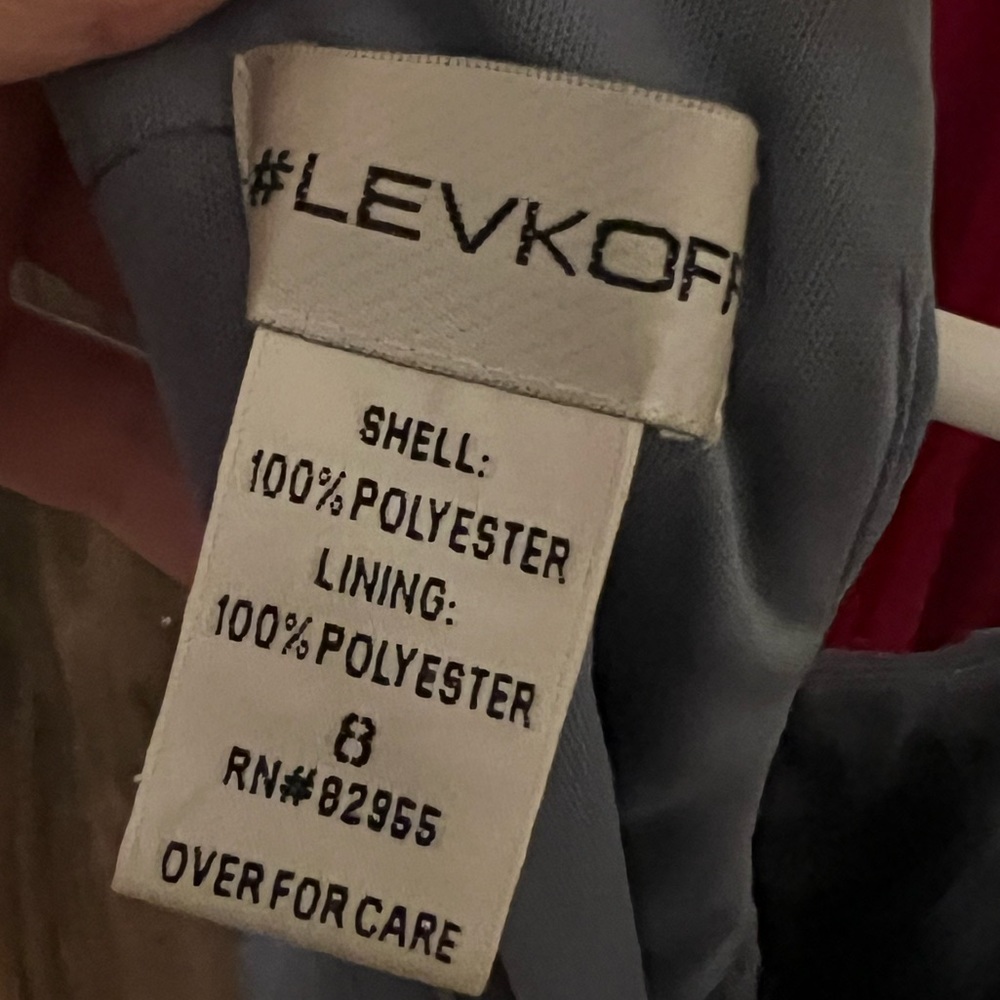 #LEVKOFF
SHELL:
100% POLYESTER
LINING:
100% POLYESTER
8
RN# 82955
OVER FOR CARE